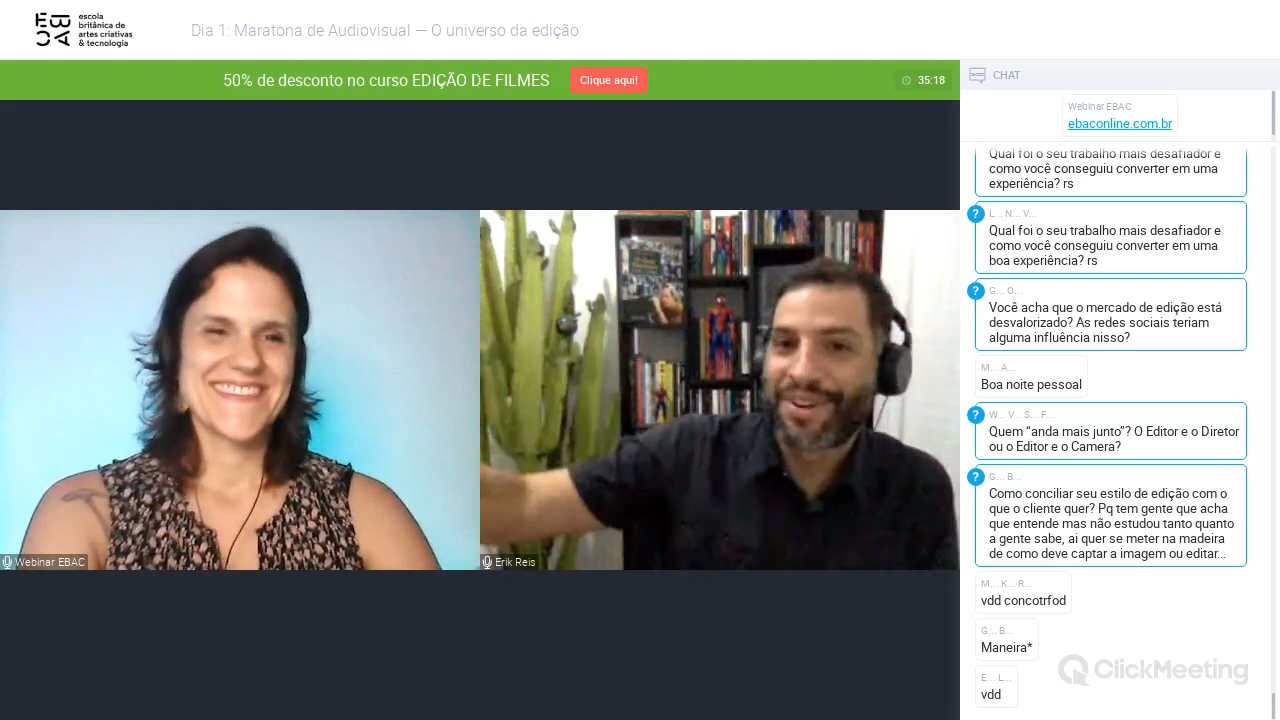 EBAC
escola
britânica de
artes criativas
& tecnologia
Dia 1: Maratona de Audiovisual — O universo da edição
50% de desconto no curso EDIÇÃO DE FILMES
Clique aqui!
35:18
CHAT
Webinar EBAC
ebaconline.com.br
Qual foi o seu trabalho mais desafiador e
como você conseguiu converter em uma
experiência? rs
?
L... N... V...
Qual foi o seu trabalho mais desafiador e
como você conseguiu converter em uma
boa experiência? rs
?
G... O...
Você acha que o mercado de edição está
desvalorizado? As redes sociais teriam
alguma influência nisso?
M... A...
Boa noite pessoal
?
W... V... S... F...
Quem “anda mais junto”? O Editor e o Diretor
ou o Editor e o Camera?
?
G... B...
Como conciliar seu estilo de edição com o
que o cliente quer? Pq tem gente que acha
que entende mas não estudou tanto quanto
a gente sabe, ai quer se meter na madeira
de como deve captar a imagem ou editar...
M... K... R...
vdd concotrfod
G... B...
Maneira*
E... L...
vdd
ClickMeeting
Webinar EBAC
Erik Reis